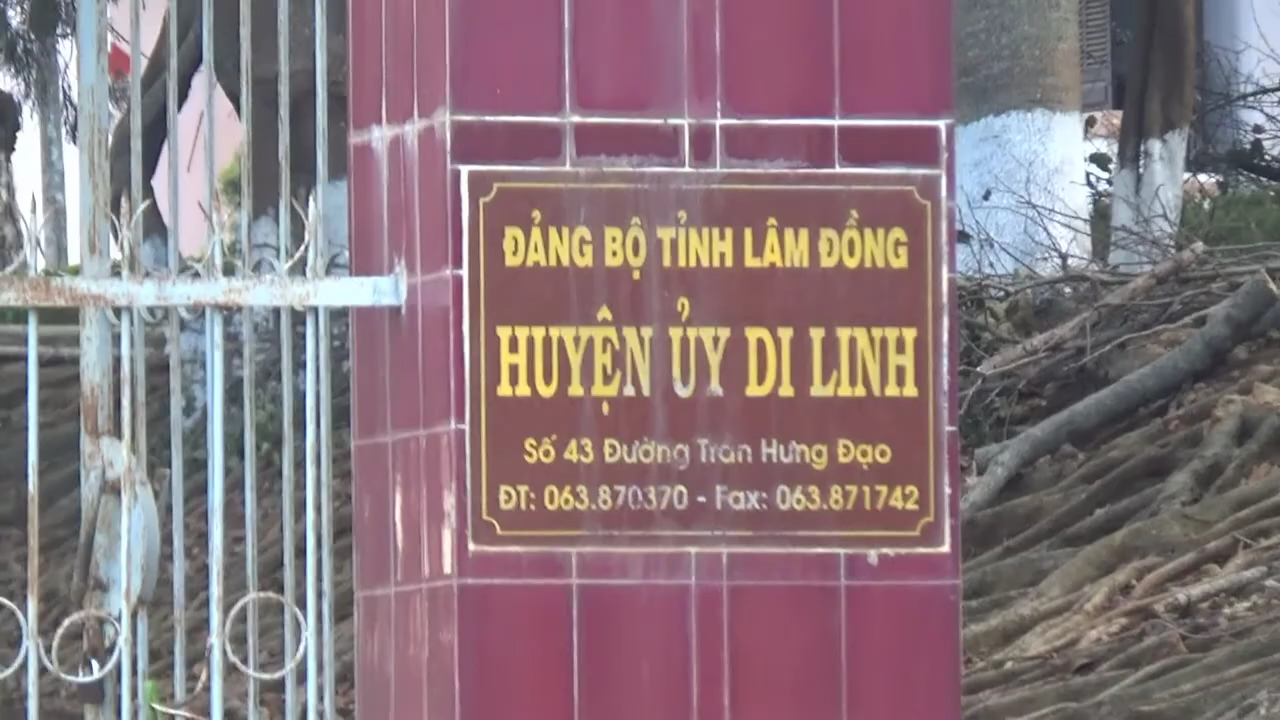 ĐẢNG BỘ TỈNH LÂM ĐỒNG
HUYỆN ỦY DI LINH
Số 43 Đường Trần Hưng Đạo
ĐT: 063.870370 - Fax: 063.871742